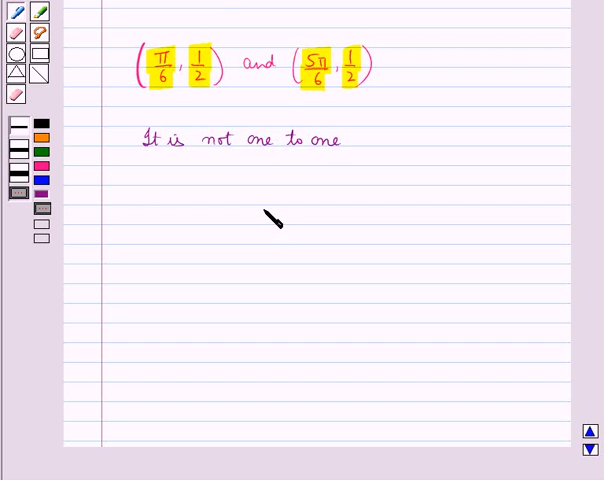 (π/6, 1/2) and (5π/6, 1/2)
It is not one to one